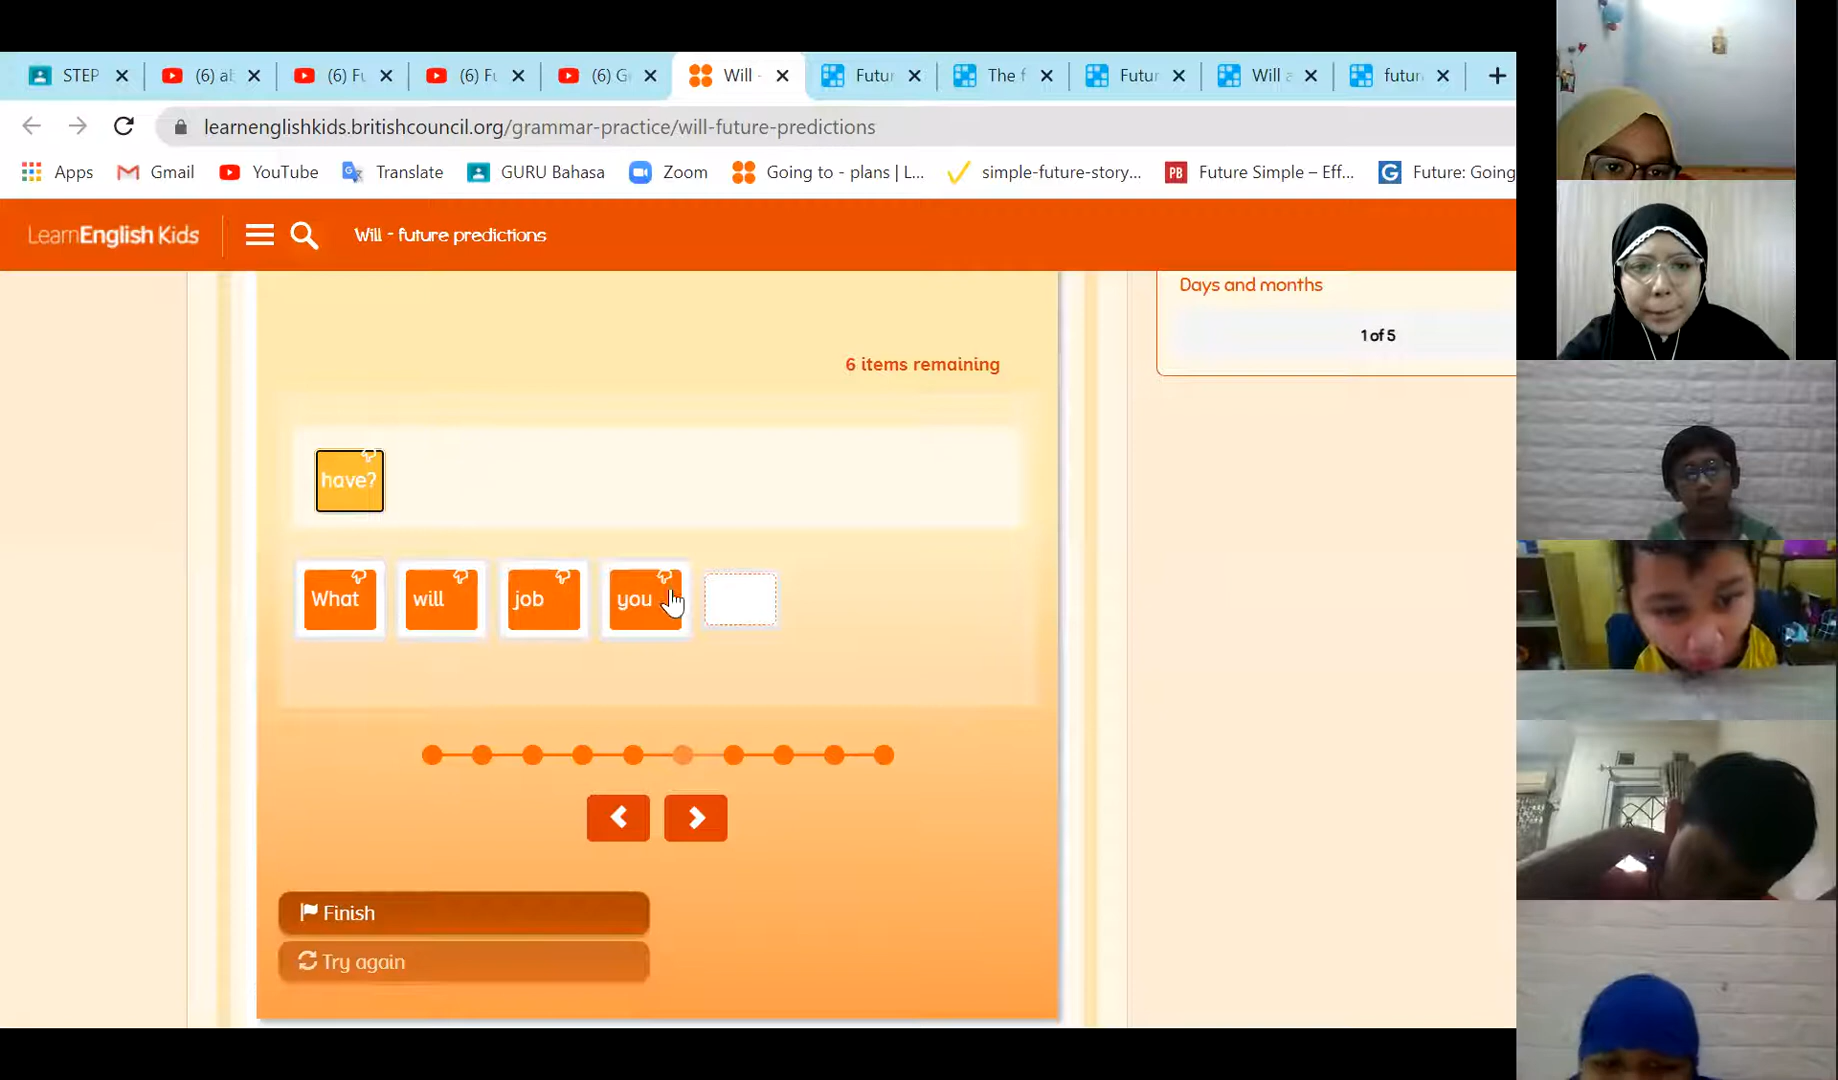 STEP (6) al (6) Fu (6) Fu (6) G Will - Futur The f Futur Will a futur
learnenglishkids.britishcouncil.org/grammar-practice/will-future-predictions
Apps Gmail YouTube Translate GURU Bahasa Zoom Going to - plans | L... simple-future-story... PB Future Simple – Eff... G Future: Going
LearnEnglish Kids Will - future predictions
Days and months
1 of 5
6 items remaining
have?
What will job you
Finish
Try again